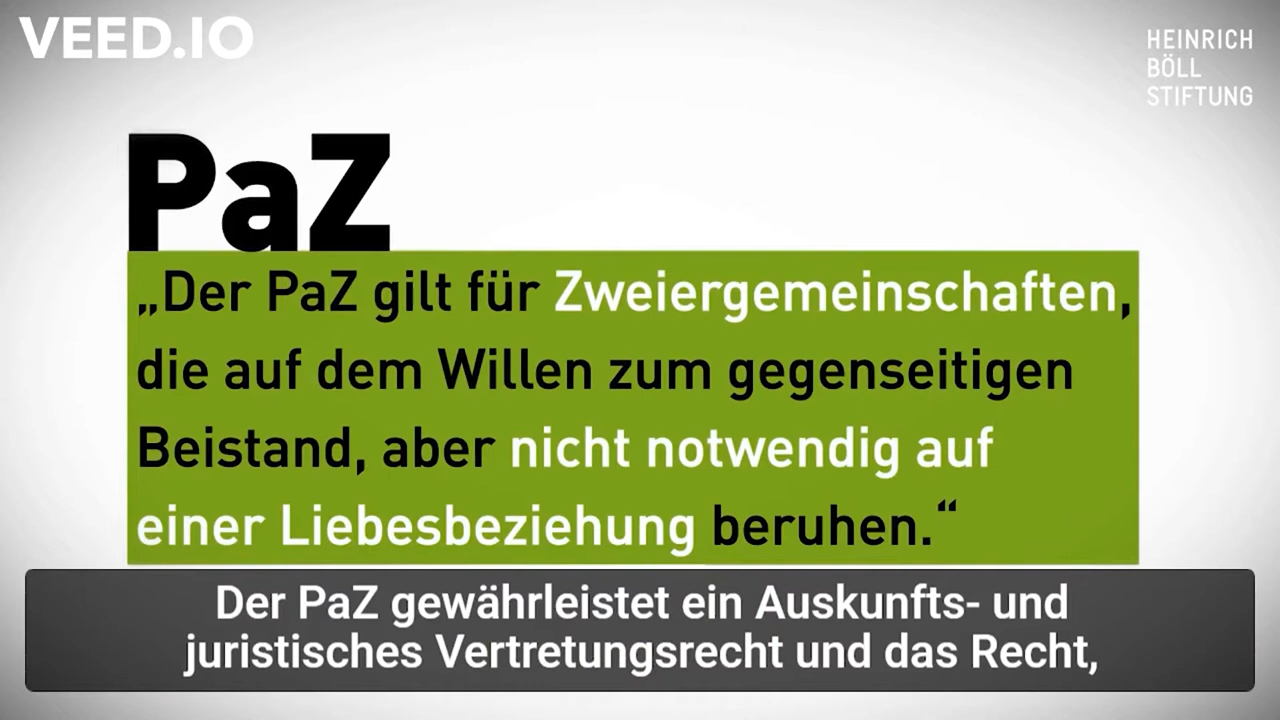 VEED.IO
HEINRICH
BÖLL
STIFTUNG
PaZ
„Der PaZ gilt für Zweiergemeinschaften,
die auf dem Willen zum gegenseitigen
Beistand, aber nicht notwendig auf
einer Liebesbeziehung beruhen.“
Der PaZ gewährleistet ein Auskunfts- und
juristisches Vertretungsrecht und das Recht,